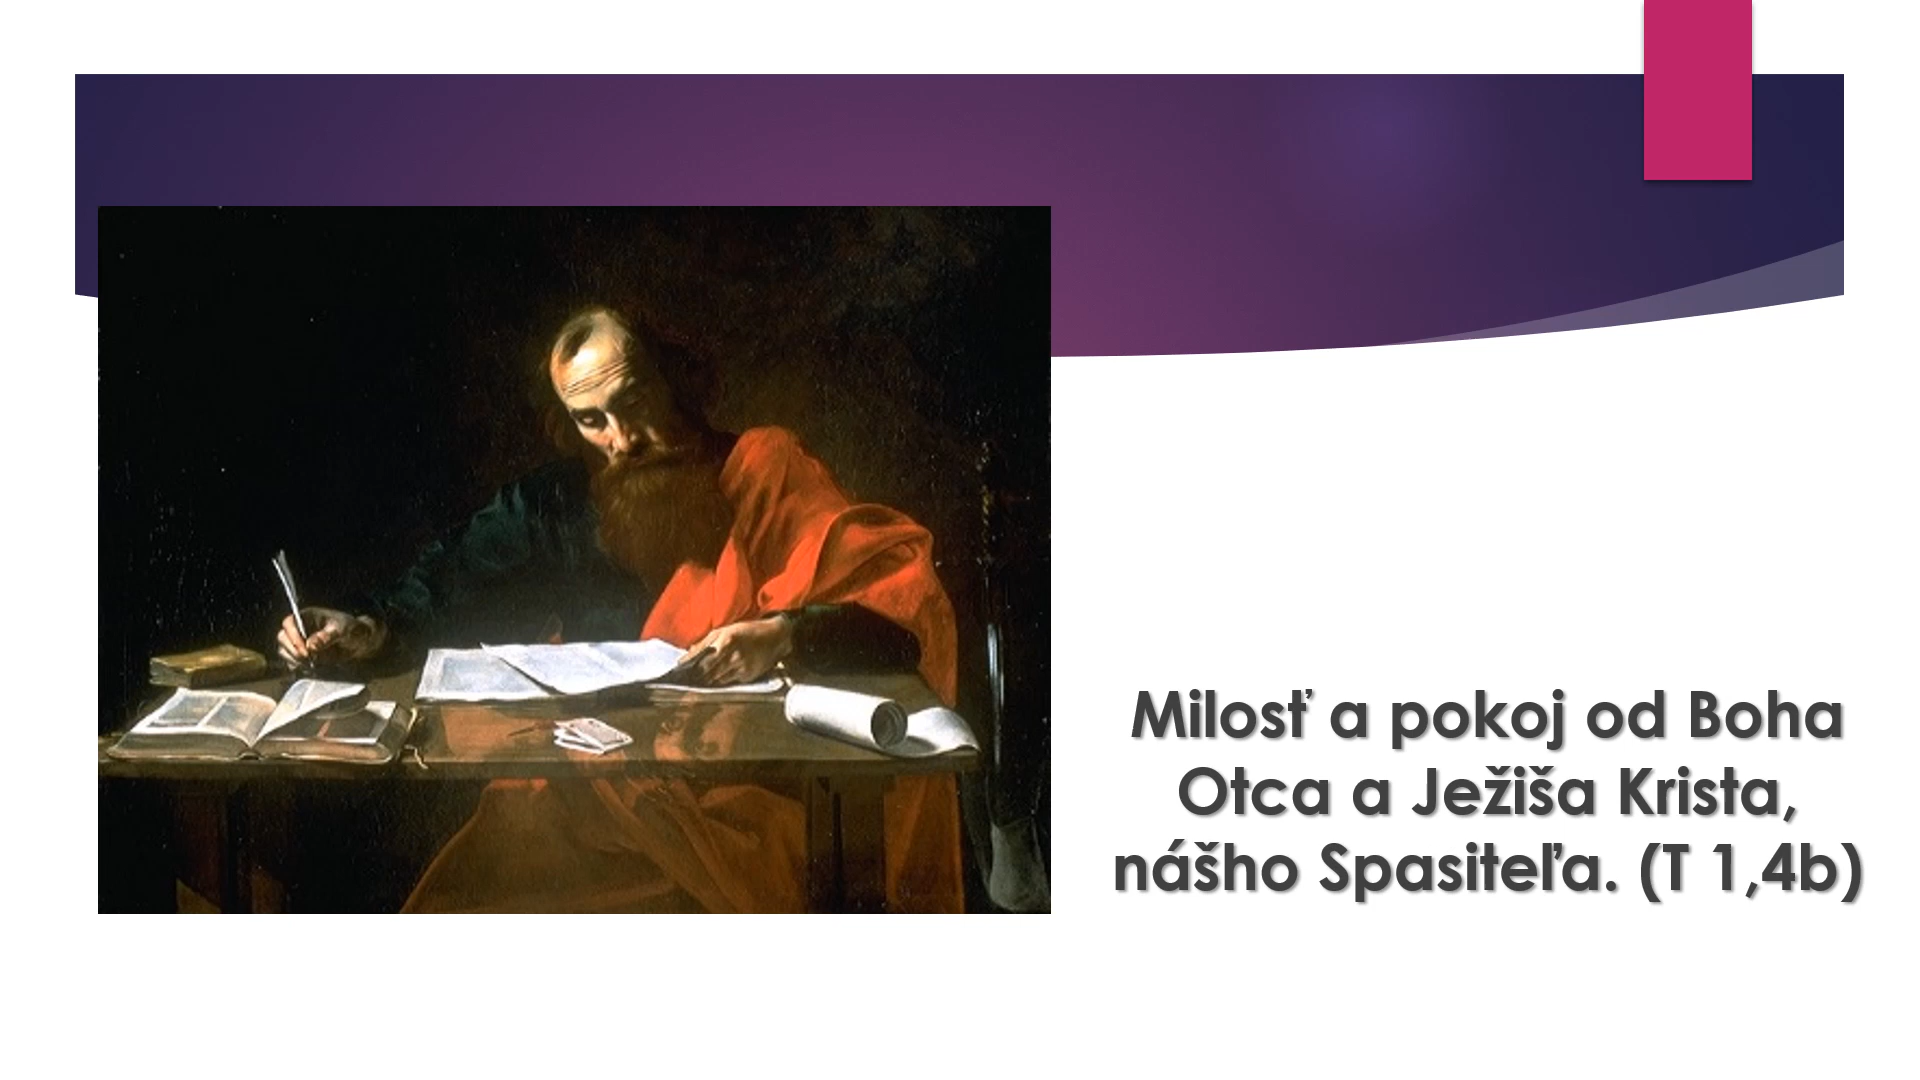 Milosť a pokoj od Boha
Otca a Ježiša Krista,
nášho Spasiteľa. (T 1,4b)